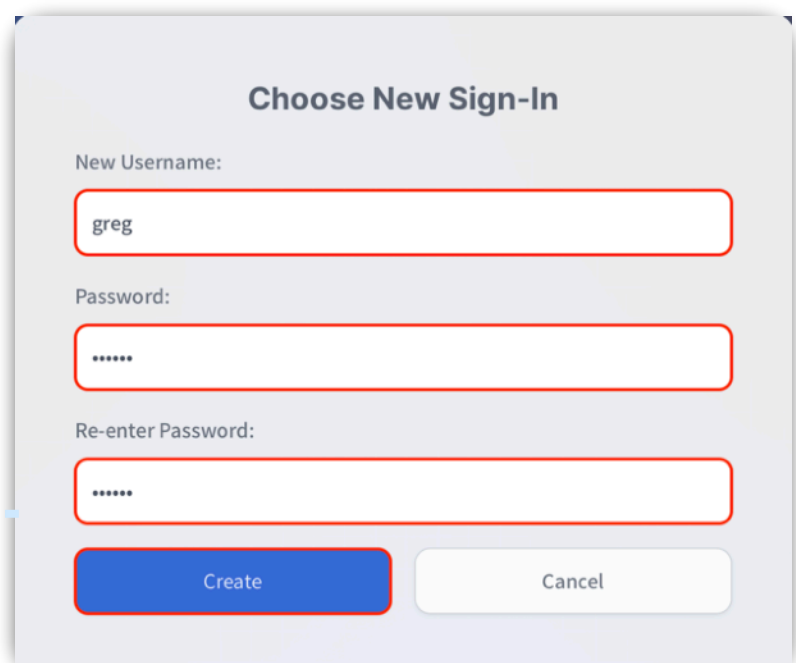 Choose New Sign-In
New Username:
greg
Password:
••••••
Re-enter Password:
••••••
Create Cancel